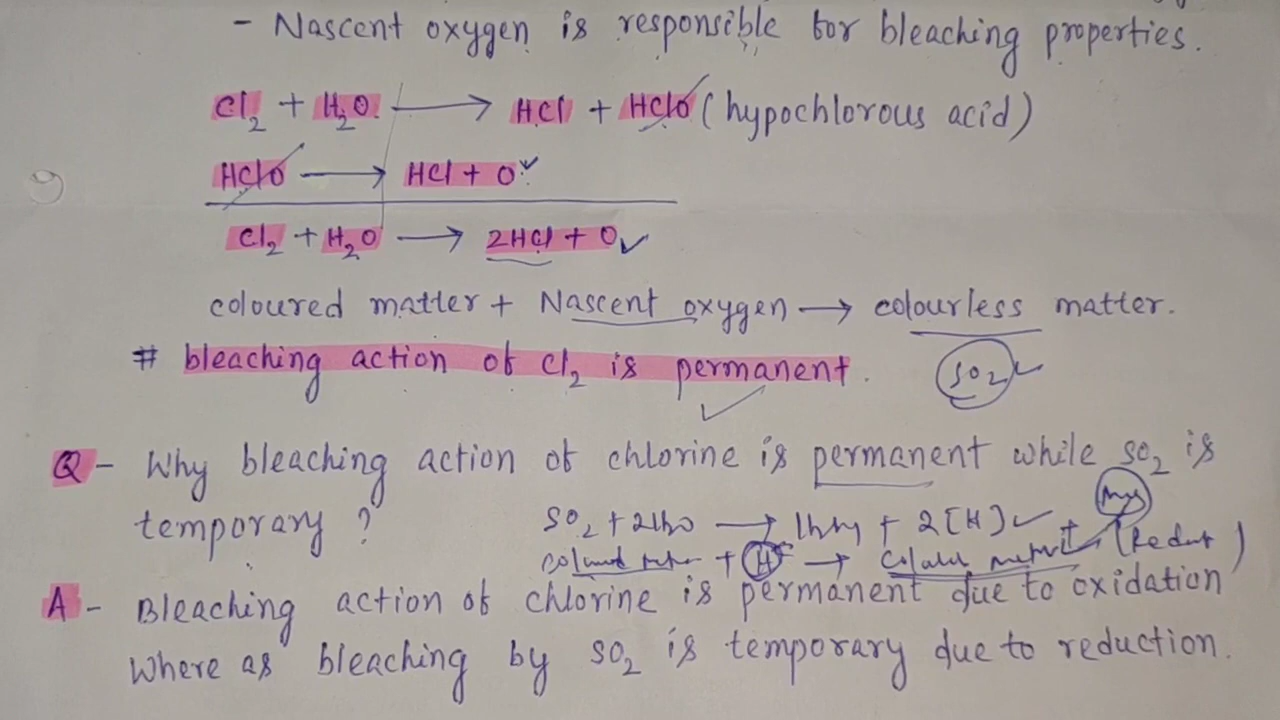 - Nascent oxygen is responsible for bleaching properties.
Cl₂ + H₂O ⟶ HCl + HClO (hypochlorous acid)
HClO ⟶ HCl + O
Cl₂ + H₂O ⟶ 2HCl + O
coloured matter + Nascent oxygen ⟶ colourless matter.
# bleaching action of Cl₂ is permanent. SO₂
Q - Why bleaching action of chlorine is permanent while SO₂ is
temporary ?
SO₂ + 2H₂O ⟶ + 2[H]
+ H ⟶
A - Bleaching action of chlorine is permanent due to oxidation
Where as bleaching by SO₂ is temporary due to reduction.